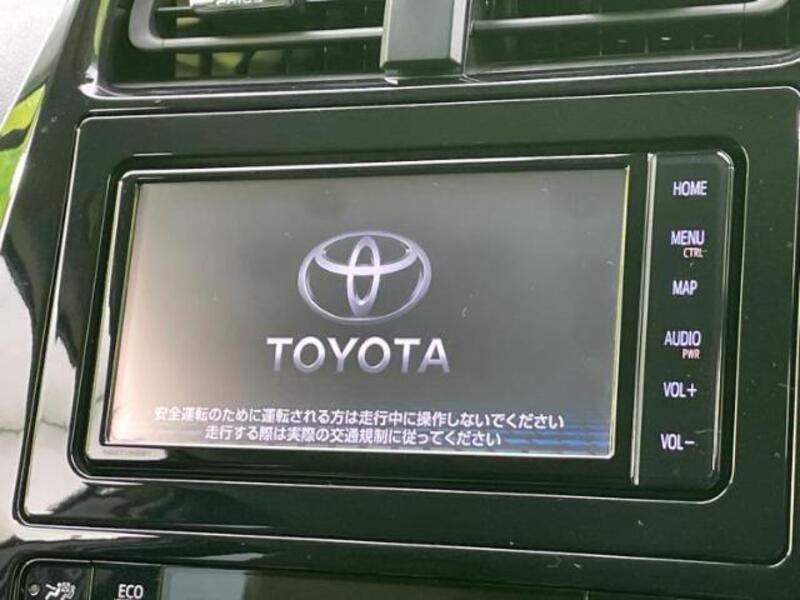 HOME
MENU
CTRL
MAP
AUDIO
PWR
VOL+
VOL-
TOYOTA
安全運転のために運転される方は走行中に操作しないでください
走行する際は実際の交通規制に従ってください
ECO